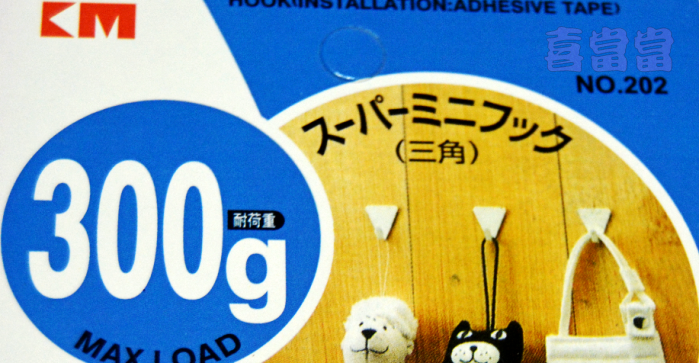 KM
HOOK(INSTALLATION:ADHESIVE TAPE)
喜當當
NO.202
スーパーミニフック
(三角)
300g
耐荷重
MAX LOAD